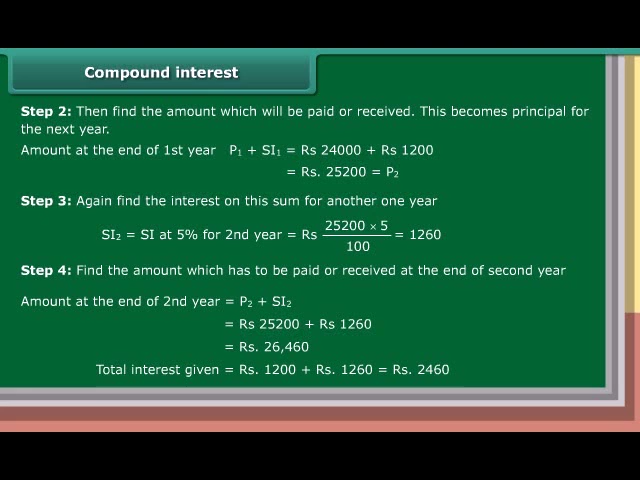 Compound interest
Step 2: Then find the amount which will be paid or received. This becomes principal for
the next year.
Amount at the end of 1st year P₁ + SI₁ = Rs 24000 + Rs 1200
= Rs. 25200 = P₂
Step 3: Again find the interest on this sum for another one year
SI₂ = SI at 5% for 2nd year = Rs 25200 × 5 / 100 = 1260
Step 4: Find the amount which has to be paid or received at the end of second year
Amount at the end of 2nd year = P₂ + SI₂
= Rs 25200 + Rs 1260
= Rs. 26,460
Total interest given = Rs. 1200 + Rs. 1260 = Rs. 2460